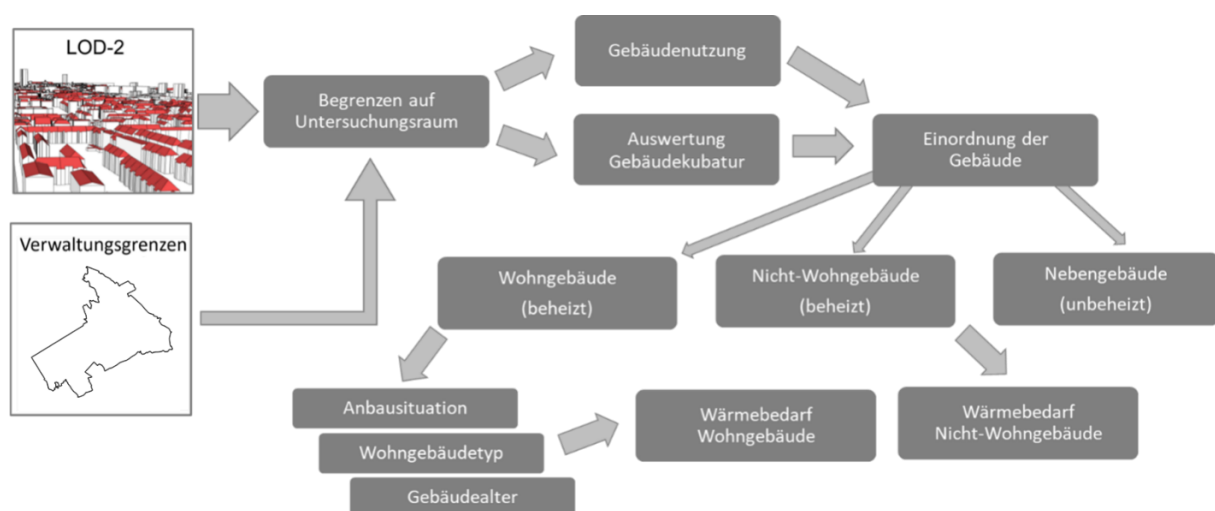 LOD-2
Verwaltungsgrenzen
Begrenzen auf
Untersuchungsraum
Gebäudenutzung
Auswertung
Gebäudekubatur
Einordnung der
Gebäude
Wohngebäude
(beheizt)
Nicht-Wohngebäude
(beheizt)
Nebengebäude
(unbeheizt)
Anbausituation
Wohngebäudetyp
Gebäudealter
Wärmebedarf
Wohngebäude
Wärmebedarf
Nicht-Wohngebäude